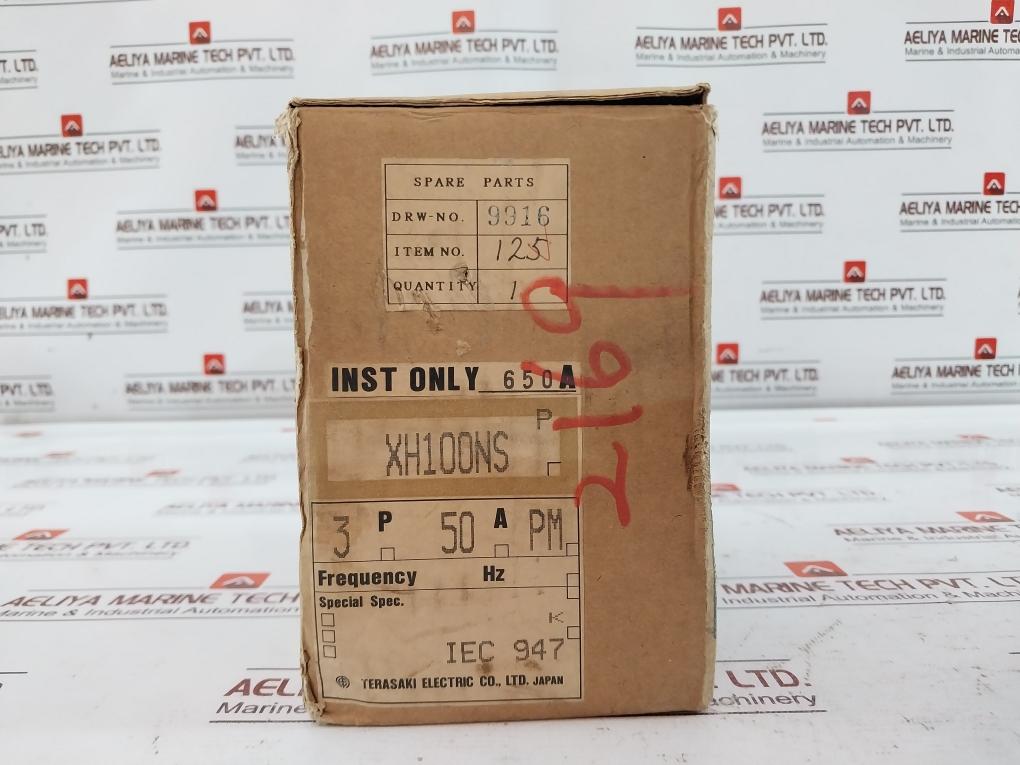 SPARE PARTS
DRW-NO. 9916
ITEM NO. 125
QUANTITY 1
INST ONLY 650A
P
XH100NS
3 P 50 A PM
Frequency Hz
Special Spec.
K
IEC 947
TERASAKI ELECTRIC CO., LTD. JAPAN
AELIYA MARINE TECH PVT. LTD.
Marine & Industrial Automation & Machinery